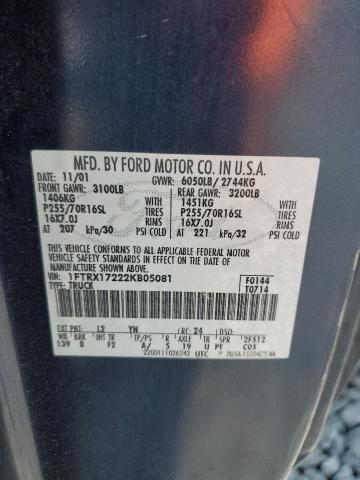 MFD. BY FORD MOTOR CO. IN U.S.A.
DATE: 11/01 GVWR: 6050LB/ 2744KG
FRONT GAWR: 3100LB REAR GAWR: 3200LB
1406KG 1451KG
P255/70R16SL P255/70R16SL
16X7.0J 16X7.0J
AT 207 kPa/30 PSI COLD AT 221 kPa/32 PSI COLD
THIS VEHICLE CONFORMS TO ALL APPLICABLE FEDERAL MOTOR
VEHICLE SAFETY STANDARDS IN EFFECT ON THE DATE OF
MANUFACTURE SHOWN ABOVE.
VIN: 1FTRX17222KB05081 F0144
TYPE: TRUCK T0714
EXT PNT: L2 YN RC: 24 DSO:
WB BRK INT TR TP/PS R AXLE TR SPR 2F512
139 B F2 A/ 5 19 U PF C05
2200111026242 UTC